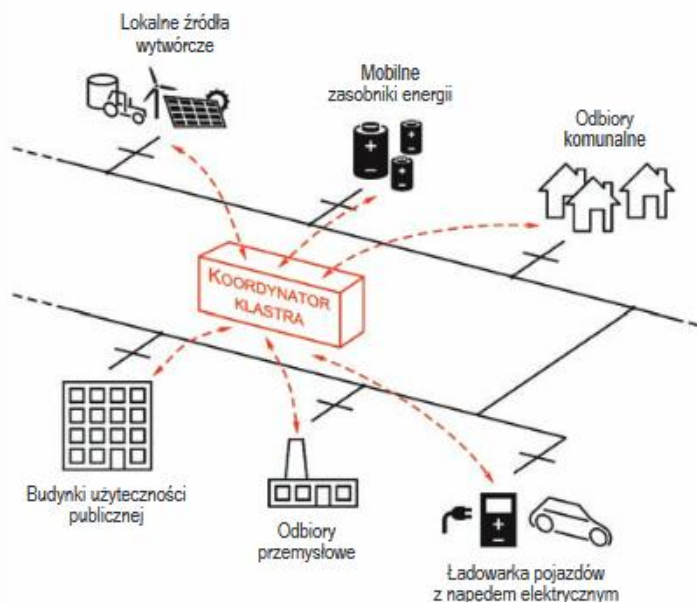 Lokalne źródła
wytwórcze
Mobilne
zasobniki energii
Odbiory
komunalne
KOORDYNATOR
KLASTRA
Budynki użyteczności
publicznej
Odbiory
przemysłowe
Ładowarka pojazdów
z napędem elektrycznym